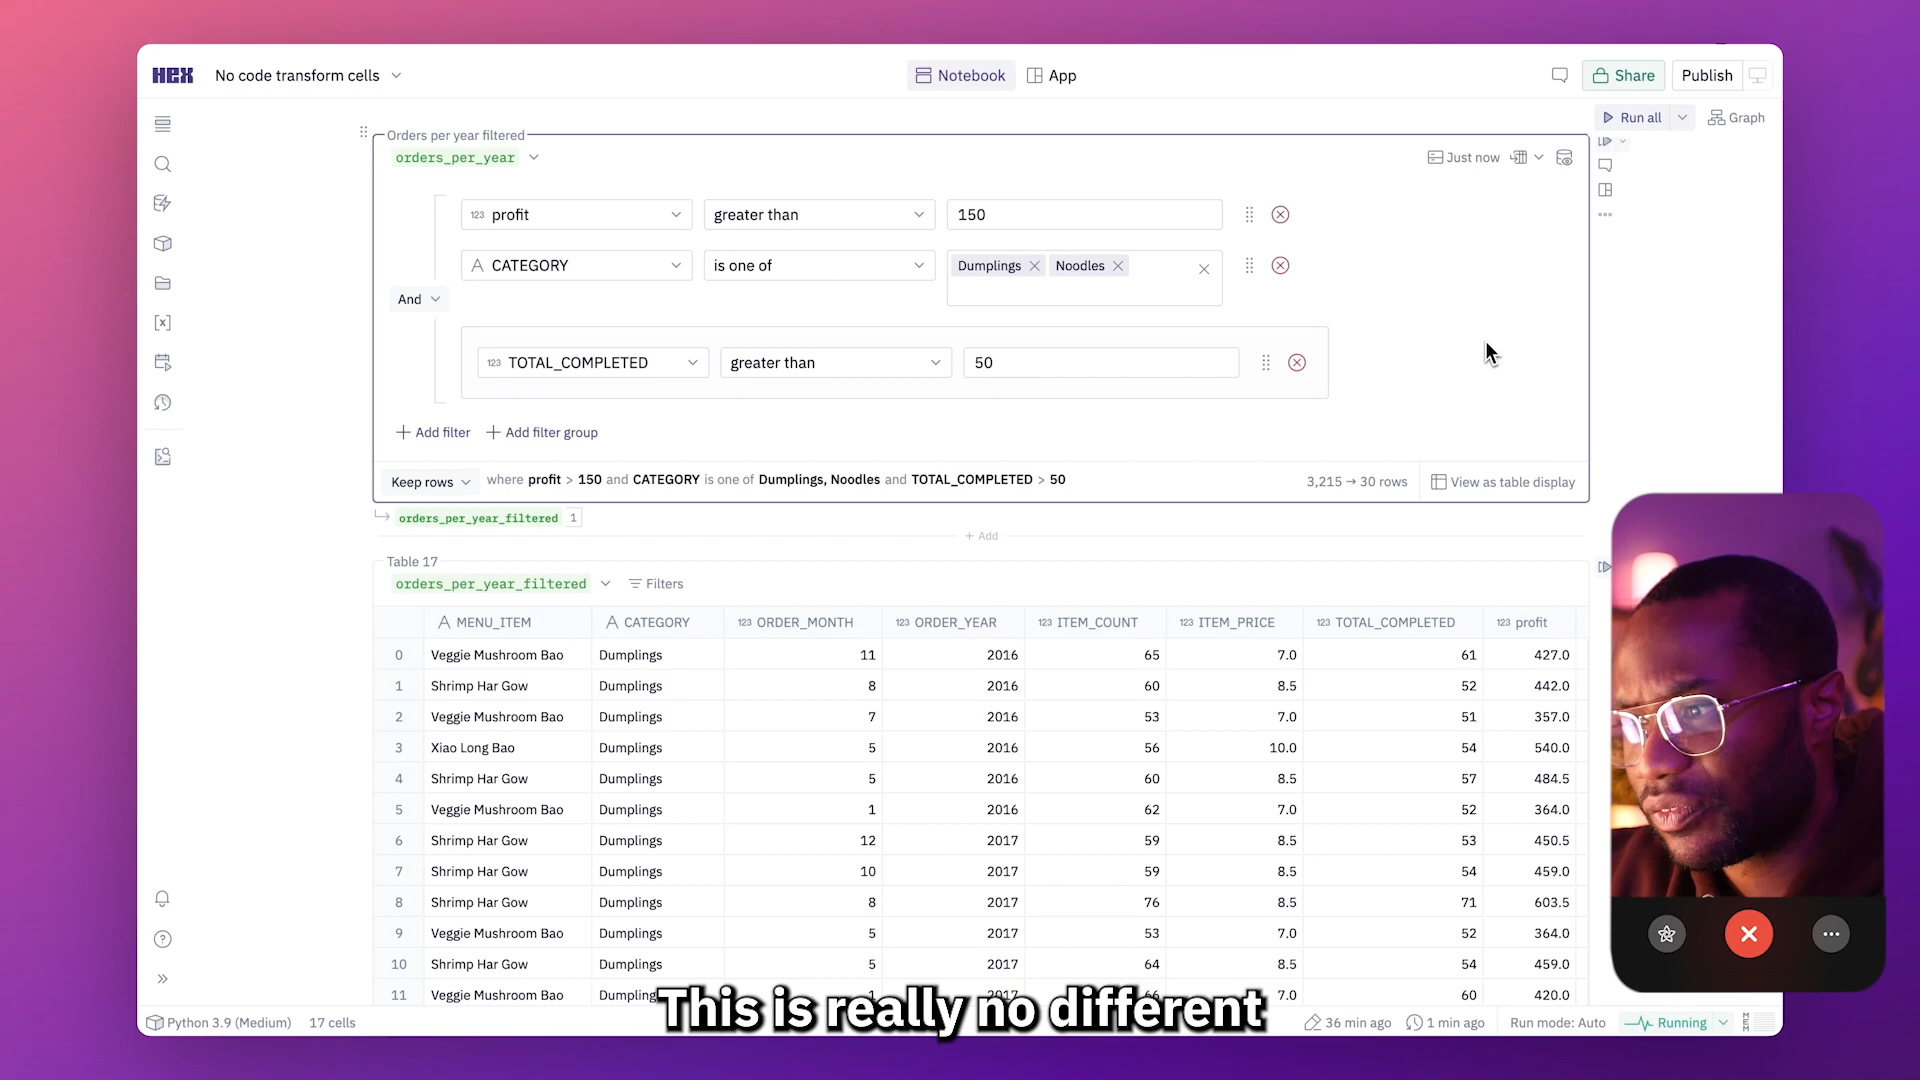 HEX No code transform cells Notebook App Share Publish
Run all Graph
Orders per year filtered
orders_per_year Just now
123 profit greater than 150
A CATEGORY is one of Dumplings Noodles
And
123 TOTAL_COMPLETED greater than 50
+ Add filter + Add filter group
Keep rows where profit > 150 and CATEGORY is one of Dumplings, Noodles and TOTAL_COMPLETED > 50 3,215 → 30 rows View as table display
orders_per_year_filtered 1
+ Add
Table 17
orders_per_year_filtered Filters
A MENU_ITEM A CATEGORY 123 ORDER_MONTH 123 ORDER_YEAR 123 ITEM_COUNT 123 ITEM_PRICE 123 TOTAL_COMPLETED 123 profit
0 Veggie Mushroom Bao Dumplings 11 2016 65 7.0 61 427.0
1 Shrimp Har Gow Dumplings 8 2016 60 8.5 52 442.0
2 Veggie Mushroom Bao Dumplings 7 2016 53 7.0 51 357.0
3 Xiao Long Bao Dumplings 5 2016 56 10.0 54 540.0
4 Shrimp Har Gow Dumplings 5 2016 60 8.5 57 484.5
5 Veggie Mushroom Bao Dumplings 1 2016 62 7.0 52 364.0
6 Shrimp Har Gow Dumplings 12 2017 59 8.5 53 450.5
7 Shrimp Har Gow Dumplings 10 2017 59 8.5 54 459.0
8 Shrimp Har Gow Dumplings 8 2017 76 8.5 71 603.5
9 Veggie Mushroom Bao Dumplings 5 2017 53 7.0 52 364.0
10 Shrimp Har Gow Dumplings 5 2017 64 8.5 54 459.0
11 Veggie Mushroom Bao 7.0 60 420.0
This is really no different
Python 3.9 (Medium) 17 cells 36 min ago 1 min ago Run mode: Auto Running MEM